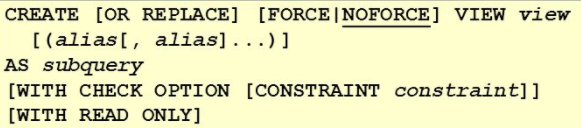 CREATE [OR REPLACE] [FORCE|NOFORCE] VIEW view
[(alias[, alias]...)]
AS subquery
[WITH CHECK OPTION [CONSTRAINT constraint]]
[WITH READ ONLY]